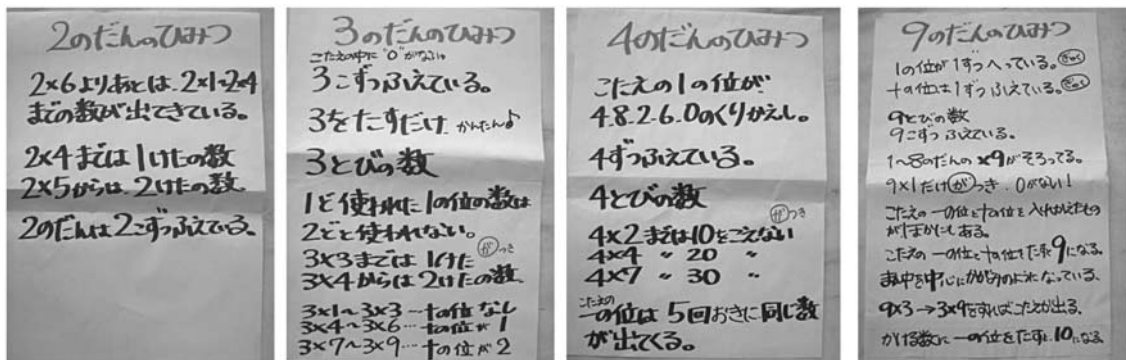 2のだんのひみつ
2×6よりあとは、2×1~2×4
までの数が出てきている。
2×4までは1けたの数
2×5からは、2けたの数
2のだんは2こずつふえている。
3のだんのひみつ
こたえの中に"0"がない。
3こずつふえている。
3をたすだけ かんたん♪
3とびの数
1ど使われた1の位の数は
2どと使われない。
がつき
3×3までは1けた
3×4からは2けたの数
3×1~3×3…十の位なし
3×4~3×6…十の位が1
3×7~3×9…十の位が2
4のだんのひみつ
こたえの1の位が
4.8.2.6.0のくりかえし。
4ずつふえている。
4とびの数
がつき
4×2までは10をこえない
4×4 〃 20 〃
4×7 〃 30 〃
こたえの
一の位は5回おきに同じ数
が出てくる。
9のだんのひみつ
1の位が1ずつへっている。ぎゃく
十の位は1ずつふえている。ぎゃく
9とびの数
9こずつふえている。
1~8のだんの×9がそろってる。
9×1だけがつき、0がない!
こたえの一の位と十の位を入れかえたもの
がほかにもある。
こたえの一の位と十の位をたすと9になる。
まん中を中心にかがみのようになっている。
9×3→3×9をすればこたえが出る。
かける数に一の位をたすと10になる